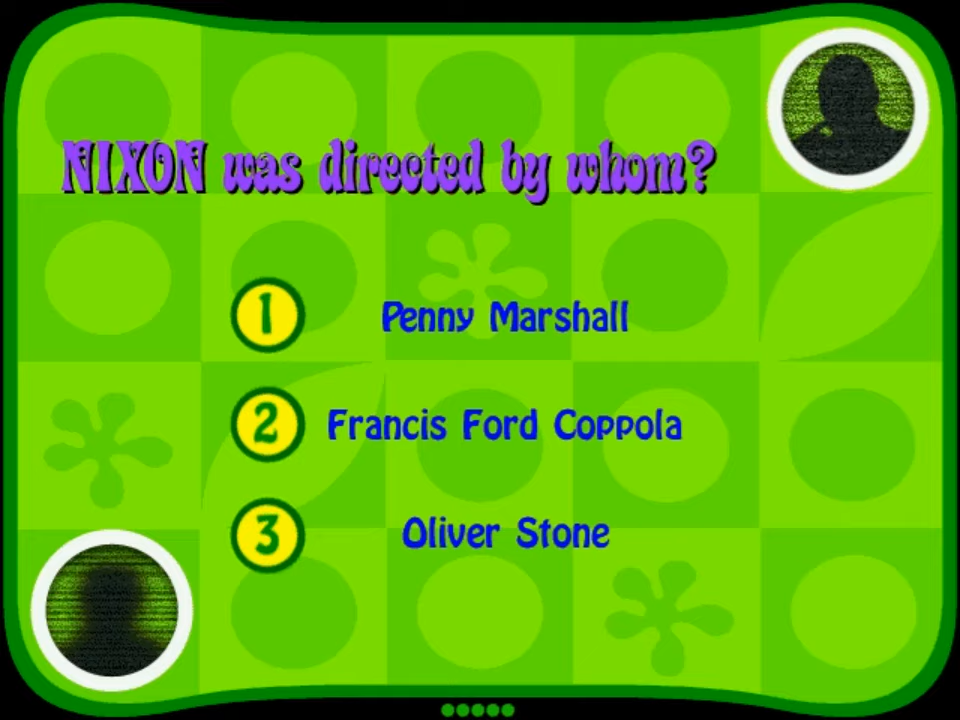 NIXON was directed by whom?
1 Penny Marshall
2 Francis Ford Coppola
3 Oliver Stone